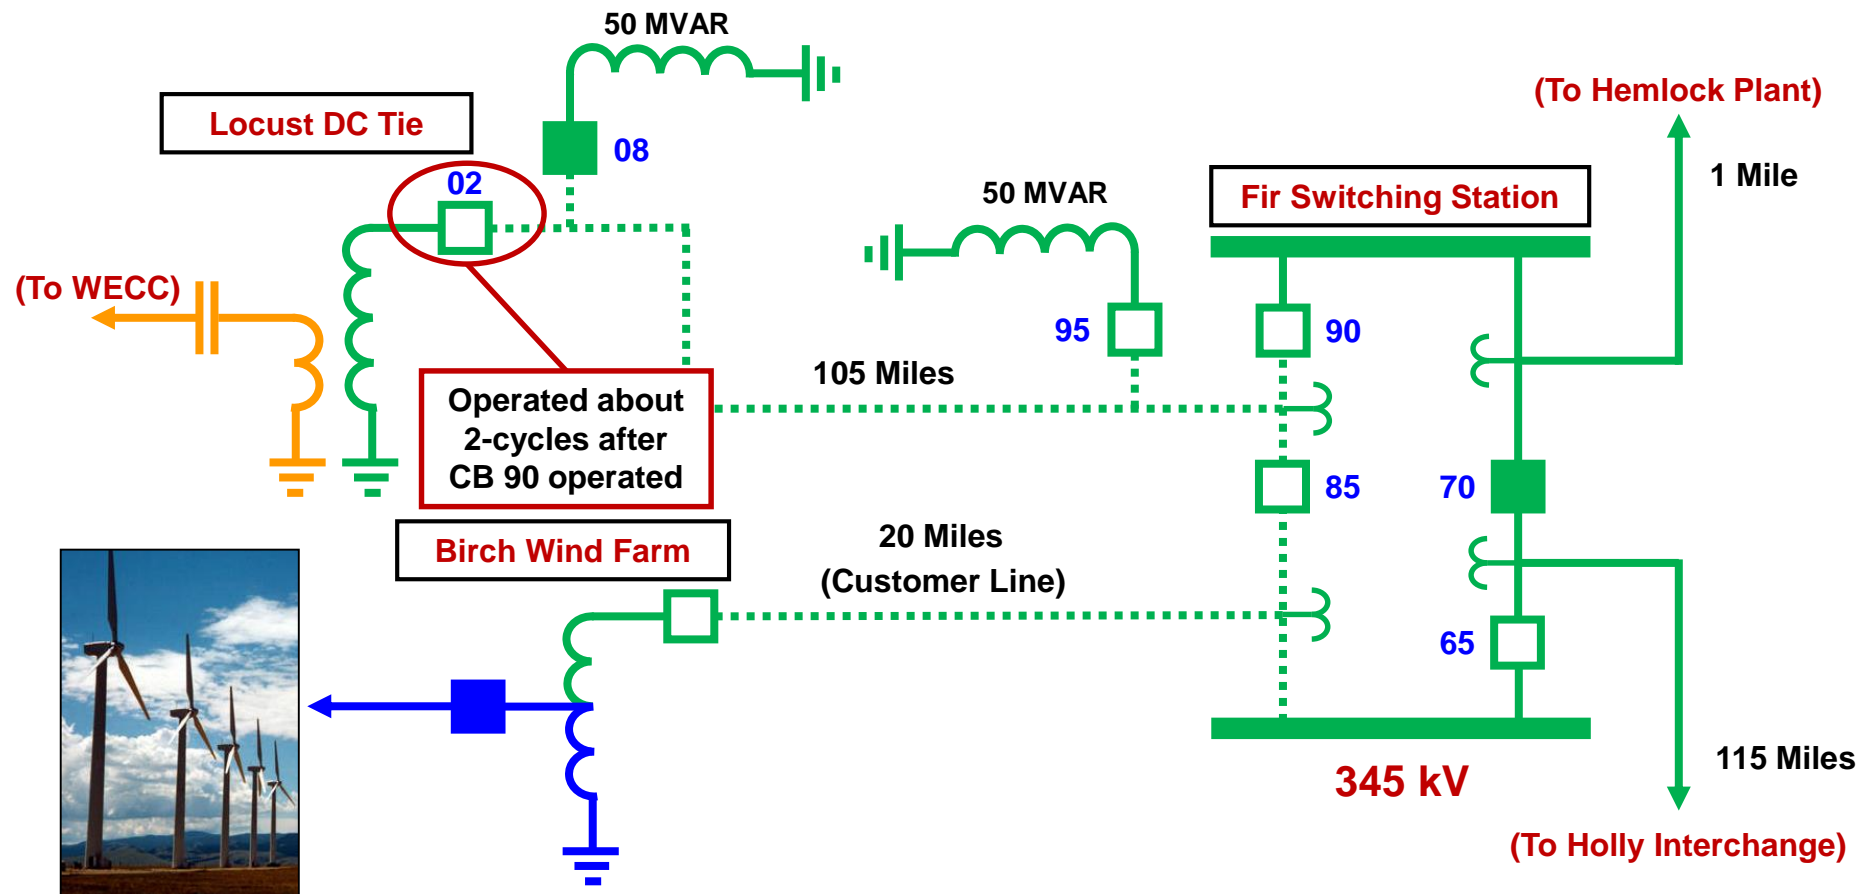 50 MVAR
Locust DC Tie
08
02
(To WECC)
50 MVAR
95
105 Miles
Operated about
2-cycles after
CB 90 operated
(To Hemlock Plant)
1 Mile
Fir Switching Station
90
85
70
65
Birch Wind Farm
20 Miles
(Customer Line)
345 kV
115 Miles
(To Holly Interchange)